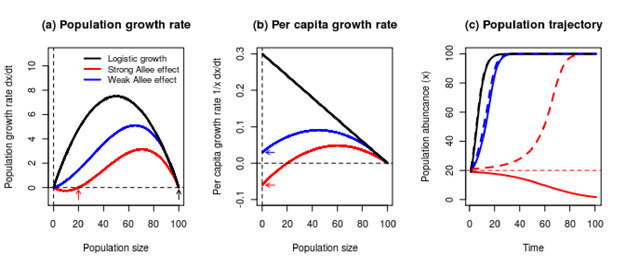 (a) Population growth rate
Population growth rate dx/dt
10
8
6
4
2
0
Logistic growth
Strong Allee effect
Weak Allee effect
0 20 40 60 80 100
Population size
(b) Per capita growth rate
Per capita growth rate 1/x dx/dt
0.3
0.2
0.1
0.0
-0.1
0 20 40 60 80 100
Population size
(c) Population trajectory
Population abuncance (x)
100
80
60
40
20
0
0 20 40 60 80 100
Time